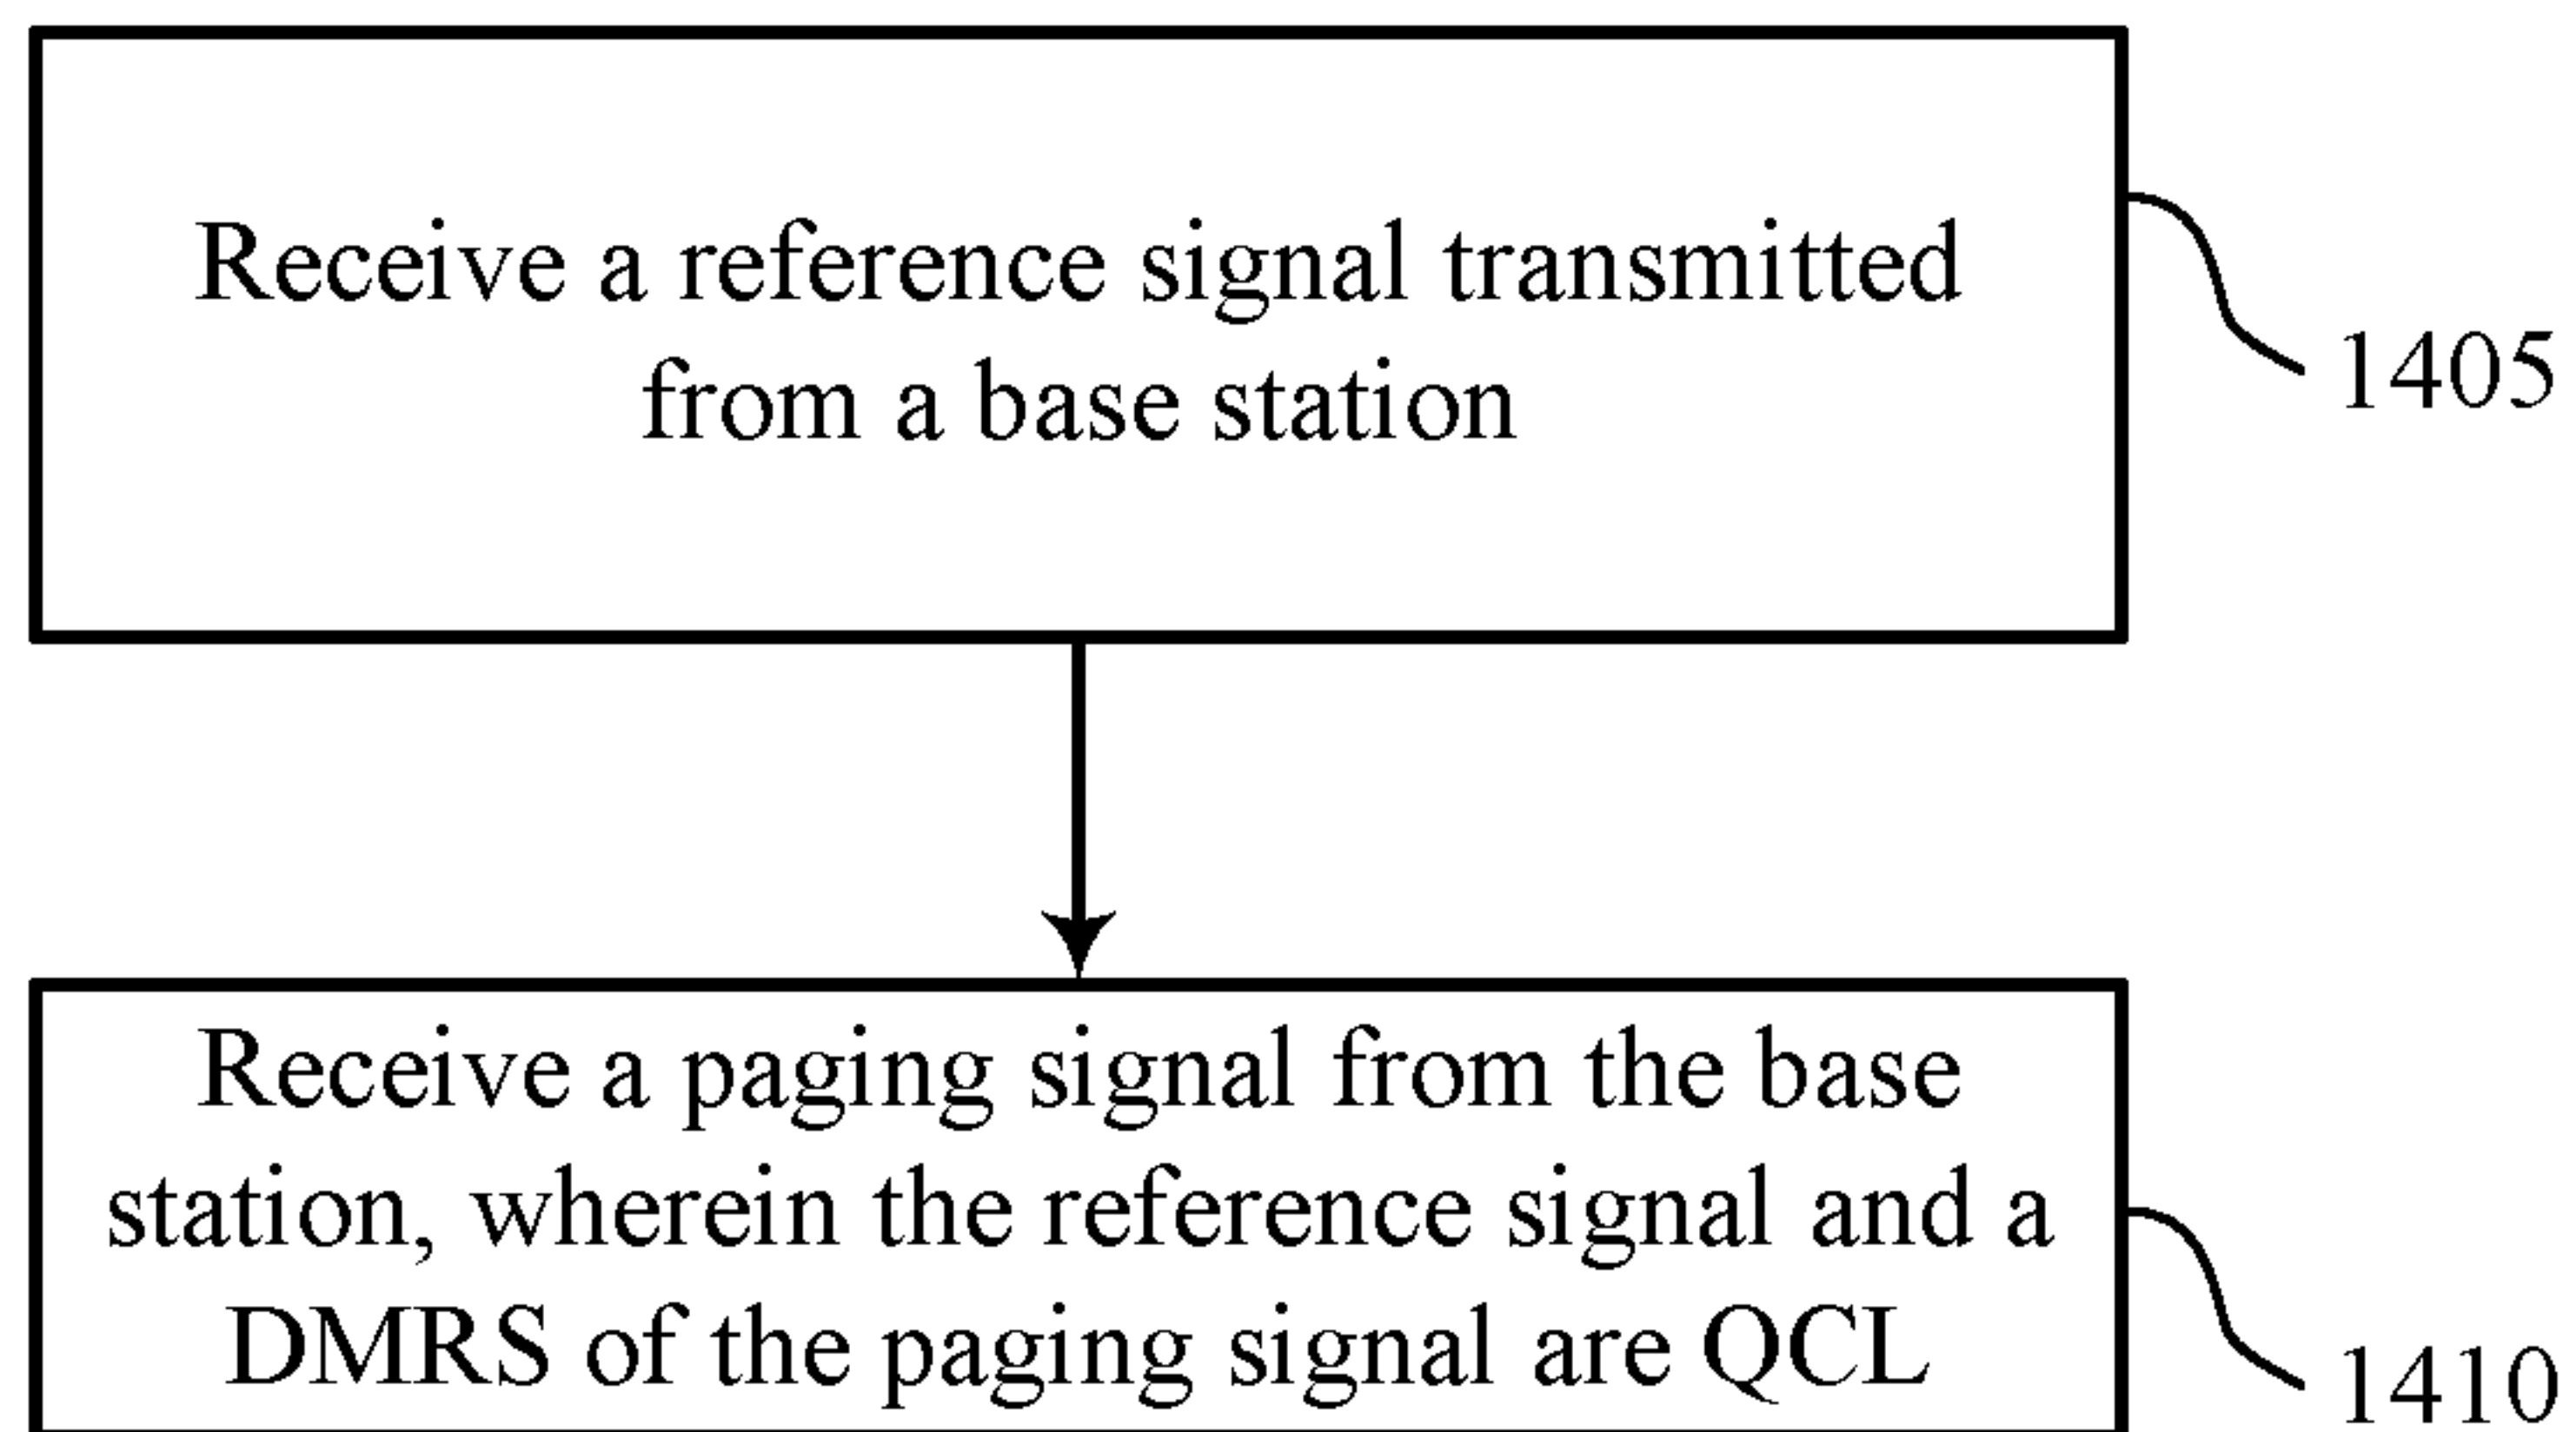 Receive a reference signal transmitted
from a base station
1405
Receive a paging signal from the base
station, wherein the reference signal and a
DMRS of the paging signal are QCL
1410